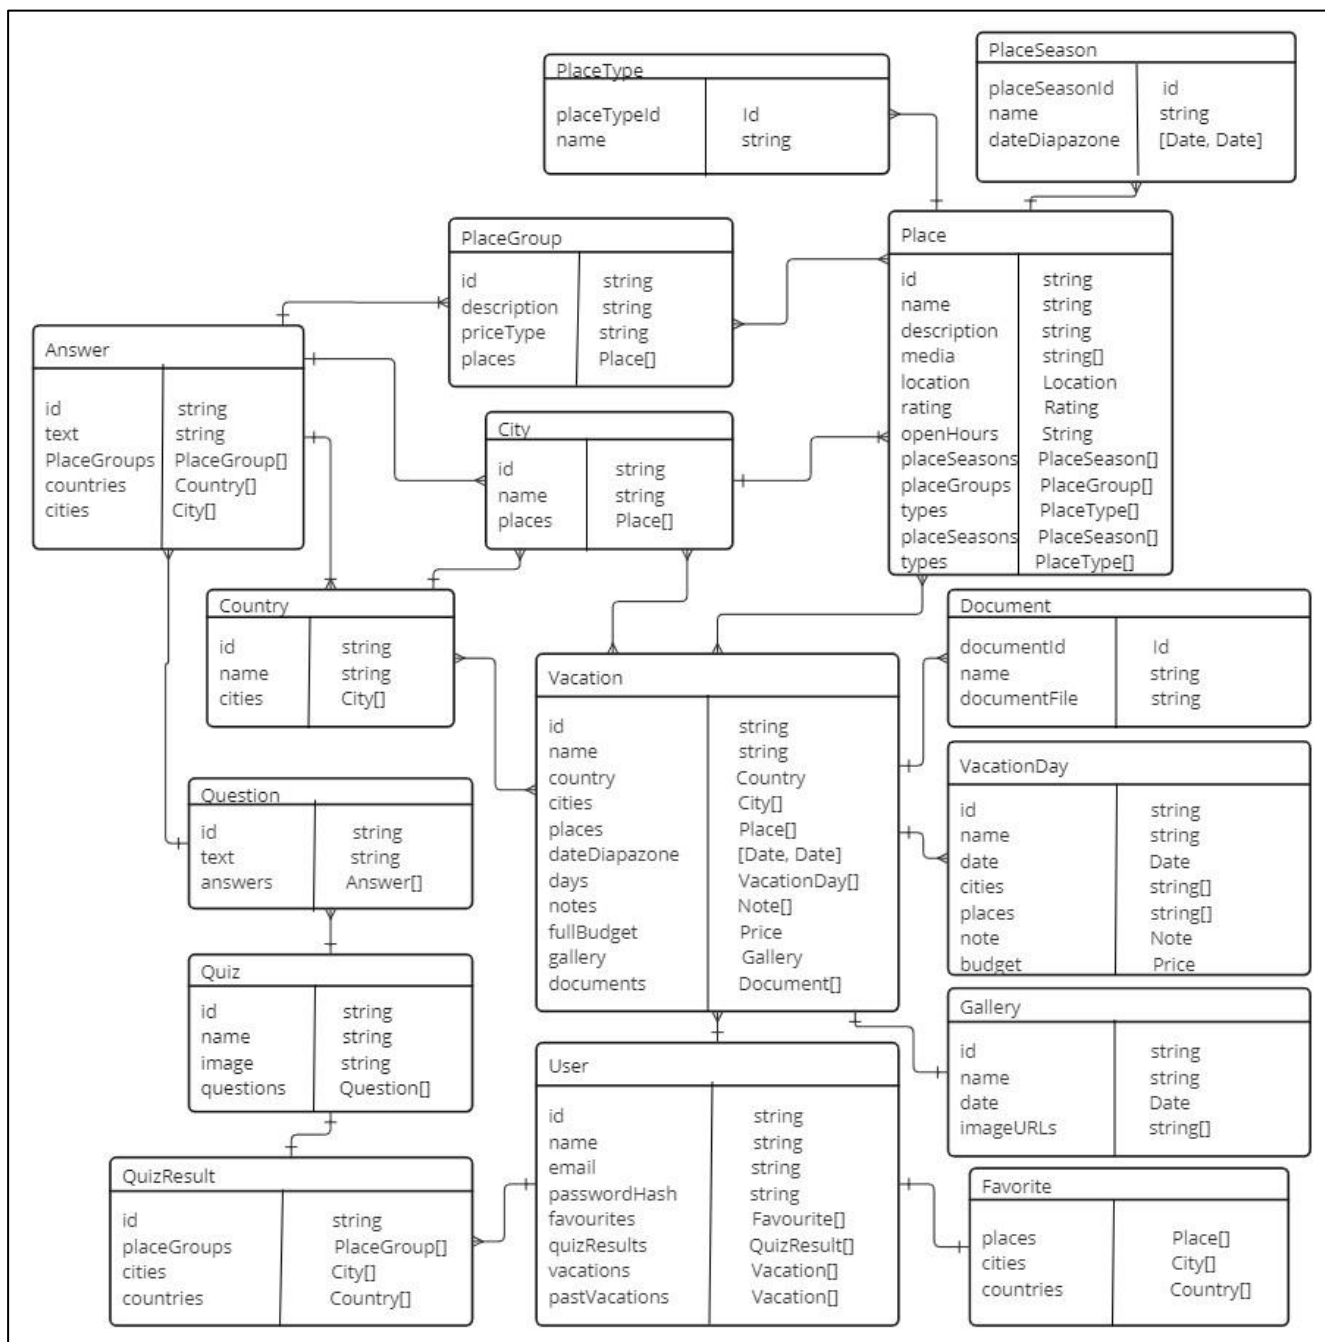 PlaceType
placeTypeId Id
name string
PlaceSeason
placeSeasonId id
name string
dateDiapazone [Date, Date]
PlaceGroup
id string
description string
priceType string
places Place[]
Place
id string
name string
description string
media string[]
location Location
rating Rating
openHours String
placeSeasons PlaceSeason[]
placeGroups PlaceGroup[]
types PlaceType[]
placeSeasons PlaceSeason[]
types PlaceType[]
Answer
id string
text string
PlaceGroups PlaceGroup[]
countries Country[]
cities City[]
City
id string
name string
places Place[]
Country
id string
name string
cities City[]
Vacation
id string
name string
country Country
cities City[]
places Place[]
dateDiapazone [Date, Date]
days VacationDay[]
notes Note[]
fullBudget Price
gallery Gallery
documents Document[]
Document
documentId Id
name string
documentFile string
VacationDay
id string
name string
date Date
cities string[]
places string[]
note Note
budget Price
Question
id string
text string
answers Answer[]
Quiz
id string
name string
image string
questions Question[]
Gallery
id string
name string
date Date
imageURLs string[]
User
id string
name string
email string
passwordHash string
favourites Favourite[]
quizResults QuizResult[]
vacations Vacation[]
pastVacations Vacation[]
QuizResult
id string
placeGroups PlaceGroup[]
cities City[]
countries Country[]
Favorite
places Place[]
cities City[]
countries Country[]